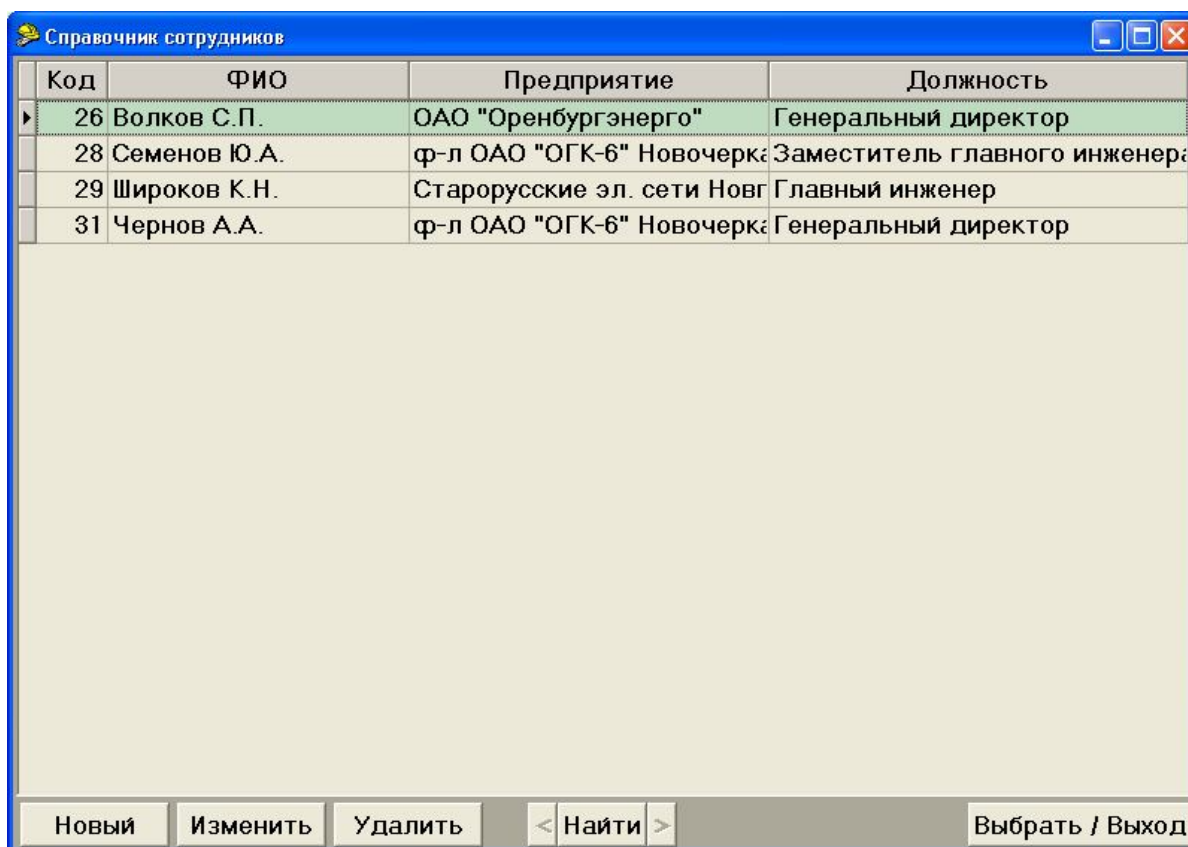 Справочник сотрудников
Код ФИО Предприятие Должность
26 Волков С.П. ОАО "Оренбургэнерго" Генеральный директор
28 Семенов Ю.А. ф-л ОАО "ОГК-6" Новочерка Заместитель главного инженера
29 Широков К.Н. Старорусские эл. сети Новг Главный инженер
31 Чернов А.А. ф-л ОАО "ОГК-6" Новочерка Генеральный директор
Новый Изменить Удалить < Найти > Выбрать / Выход